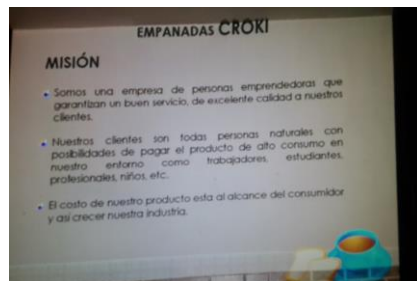 EMPANADAS CROKI
MISIÓN
Somos una empresa de personas emprendedoras que
garantizan un buen servicio, de excelente calidad a nuestros
clientes.
Nuestros clientes son todas personas naturales con
posibilidades de pagar el producto de alto consumo en
nuestro entorno como trabajadores, estudiantes,
profesionales, niños, etc.
El costo de nuestro producto esta al alcance del consumidor
y así crecer nuestra industria.